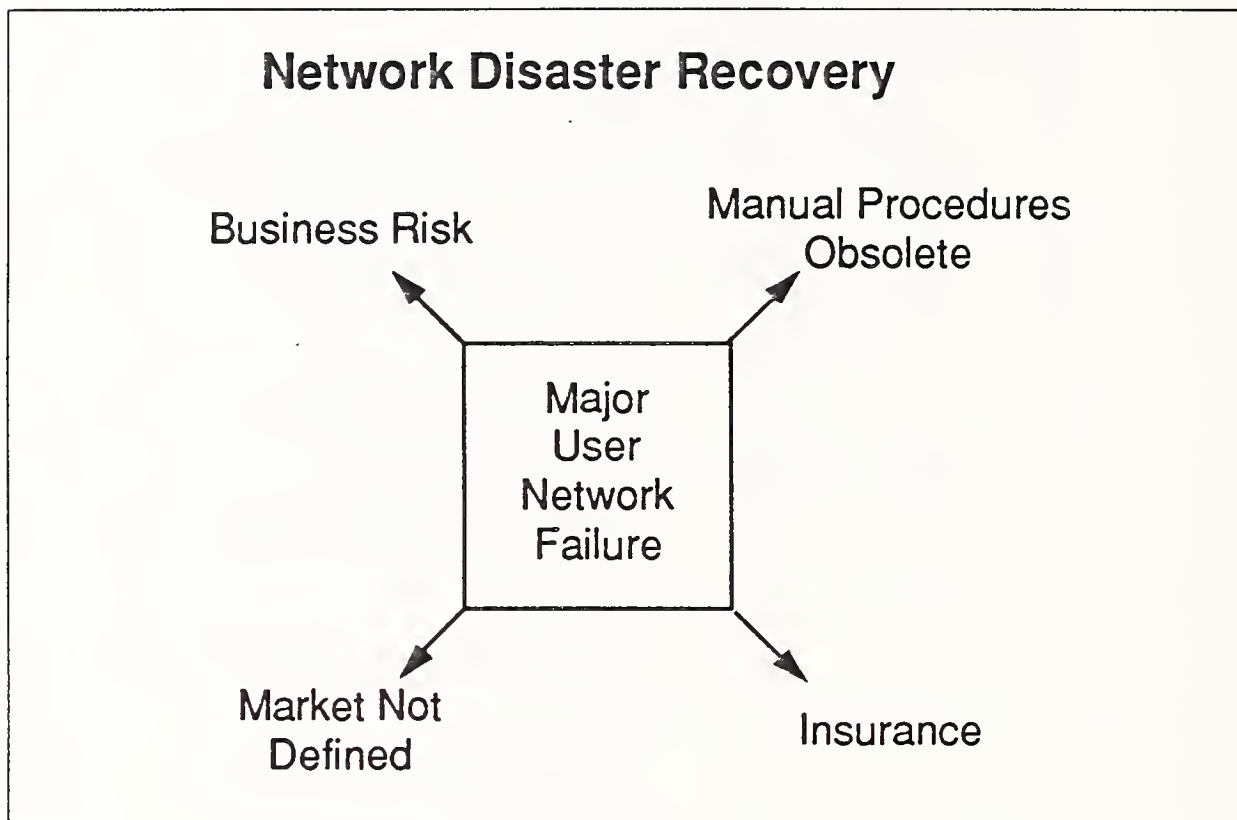 Network Disaster Recovery
Business Risk
Manual Procedures
Obsolete
Major
User
Network
Failure
Market Not
Defined
Insurance